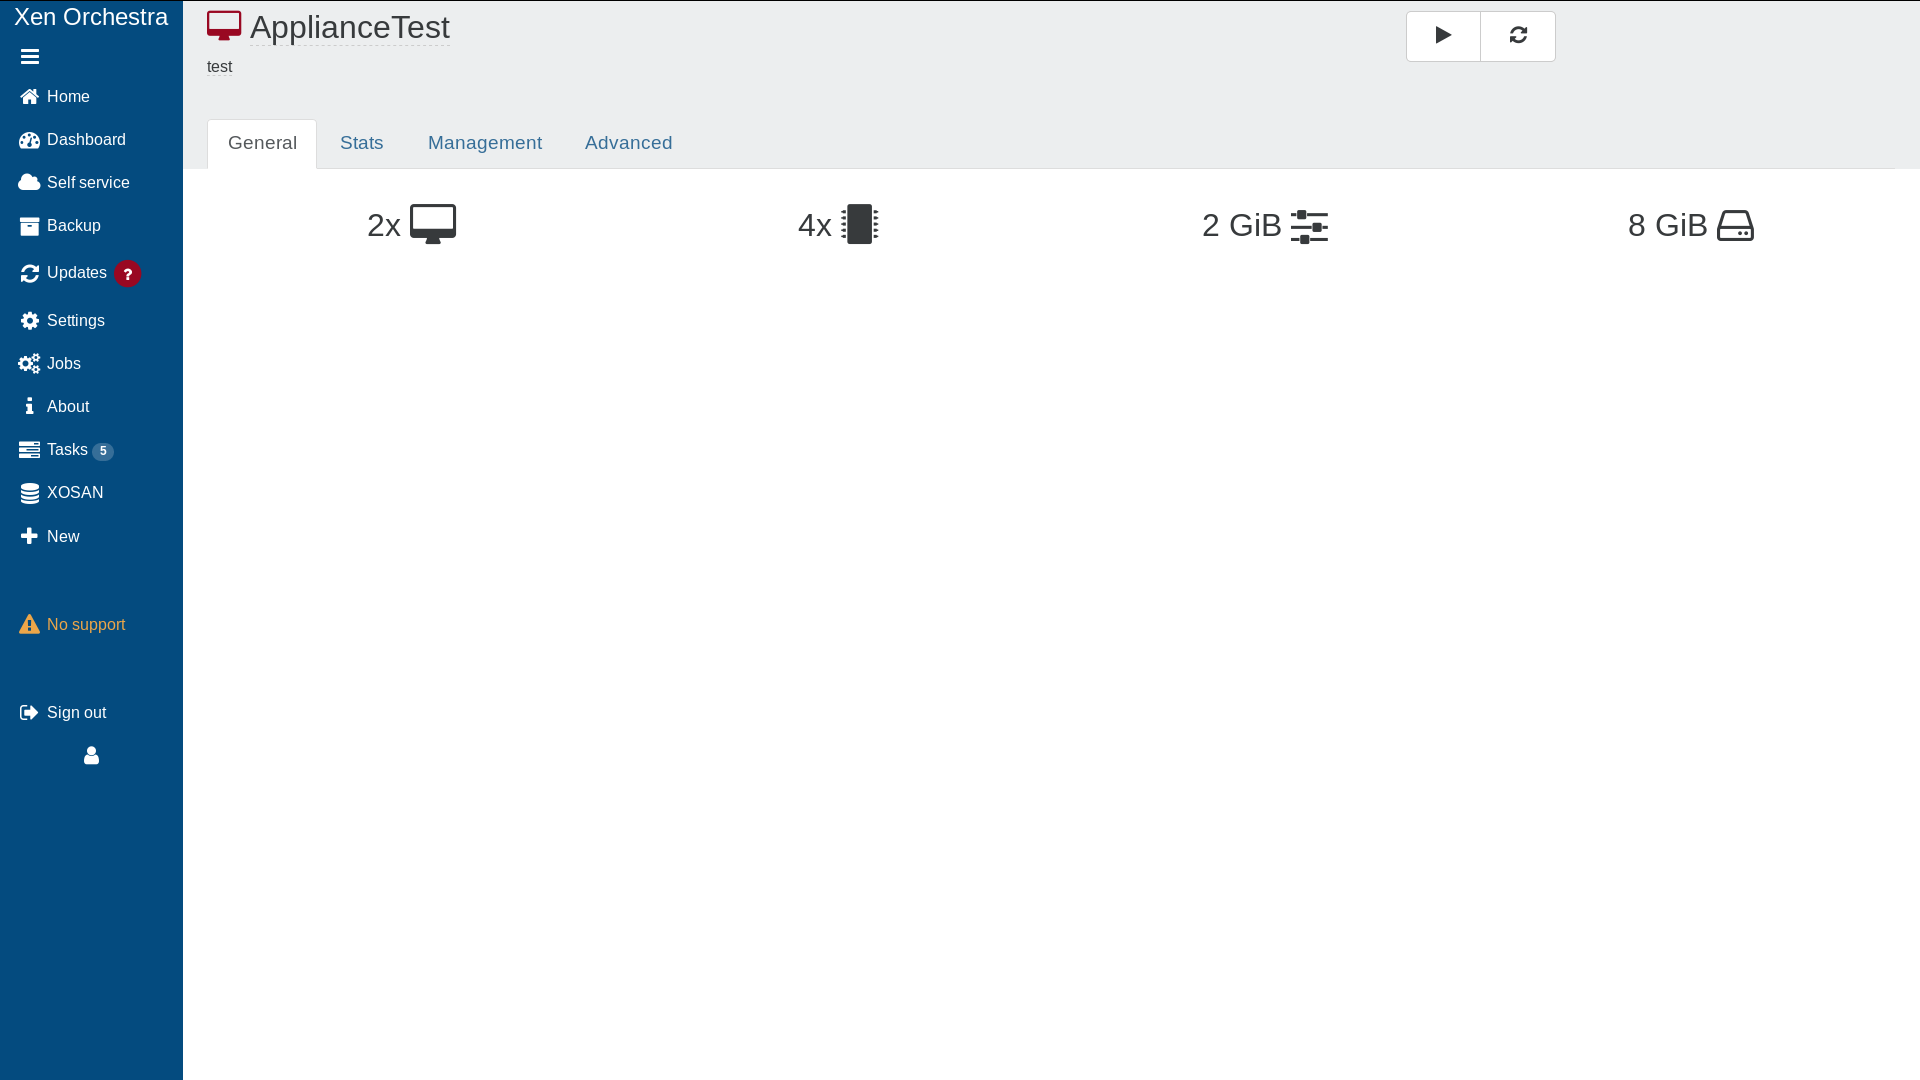 Xen Orchestra
Home
Dashboard
Self service
Backup
Updates ?
Settings
Jobs
About
Tasks 5
XOSAN
New
No support
Sign out
ApplianceTest
test
General Stats Management Advanced
2x 4x 2 GiB 8 GiB